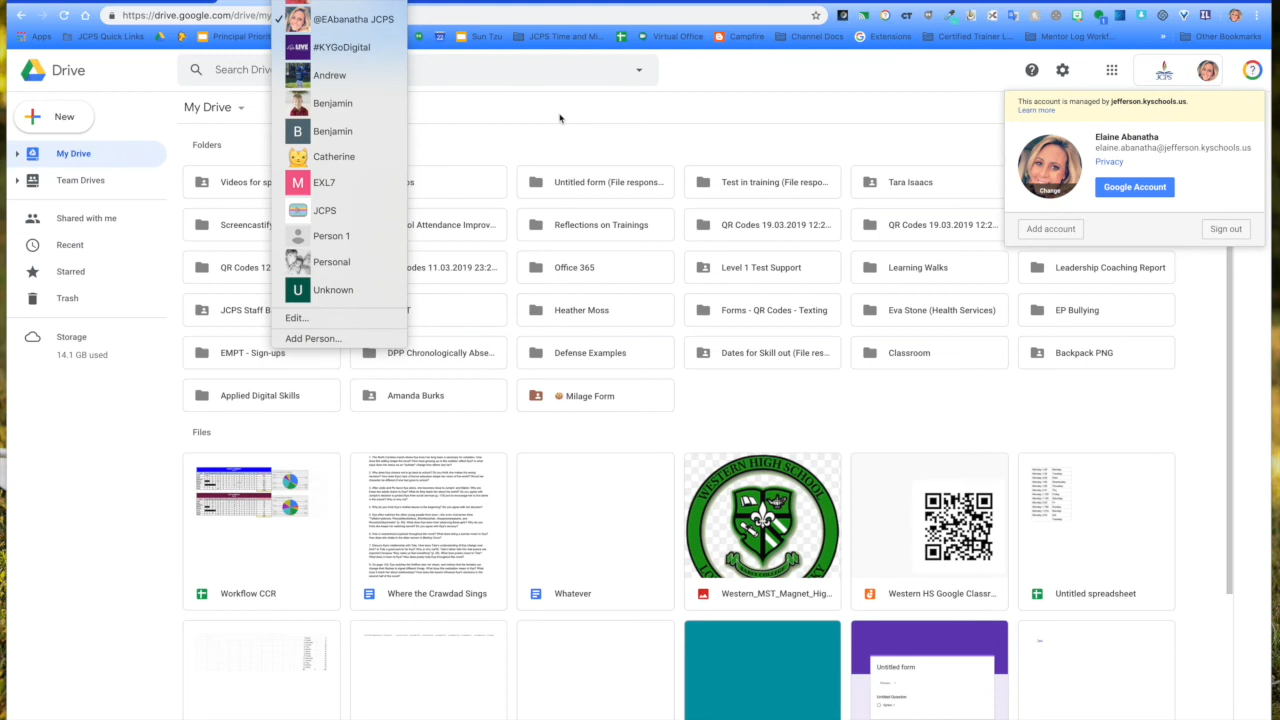 https://drive.google.com/drive/my
Apps
JCPS Quick Links
Principal Prioriti
Sun Tzu
JCPS Time and Mi...
Virtual Office
Campfire
Channel Docs
Extensions
Certified Trainer L...
Mentor Log Worki...
»
Other Bookmarks
✓ @EAbanatha JCPS
#KYGoDigital
Andrew
Benjamin
B Benjamin
Catherine
M EXL7
JCPS
Person 1
Personal
U Unknown
Edit...
Add Person...
Drive
Search Drive
JCPS
New
My Drive
Team Drives
Shared with me
Recent
Starred
Trash
Storage
14.1 GB used
This account is managed by jefferson.kyschools.us.
Learn more
Elaine Abanatha
elaine.abanatha@jefferson.kyschools.us
Privacy
Change
Google Account
Add account
Sign out
My Drive
Folders
Videos for sp
Untitled form (File respons...
Test in training (File respo...
Tara Isaacs
Screencastify
ol Attendance Improv...
Reflections on Trainings
QR Codes 19.03.2019 12:2...
QR Codes 19.03.2019 12:2...
QR Codes 12
odes 11.03.2019 23:2...
Office 365
Level 1 Test Support
Learning Walks
Leadership Coaching Report
JCPS Staff B
Heather Moss
Forms - QR Codes - Texting
Eva Stone (Health Services)
EP Bullying
EMPT - Sign-ups
DPP Chronologically Abse...
Defense Examples
Dates for Skill out (File res...
Classroom
Backpack PNG
Applied Digital Skills
Amanda Burks
Milage Form
Files
WESTERN HIGH SCHOOL
Workflow CCR
Where the Crawdad Sings
Whatever
Western_MST_Magnet_Hig...
Western HS Google Classr...
Untitled spreadsheet
Untitled form
Untitled Question